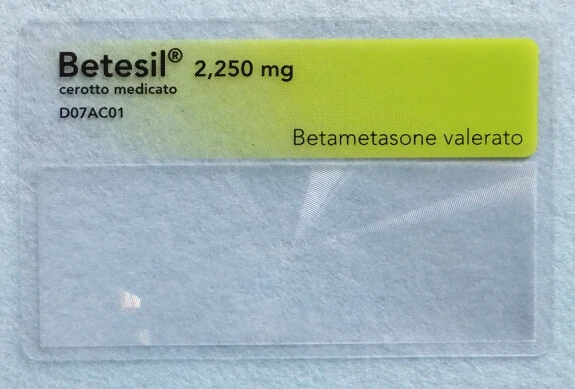 Betesil® 2,250 mg
cerotto medicato
D07AC01
Betametasone valerato